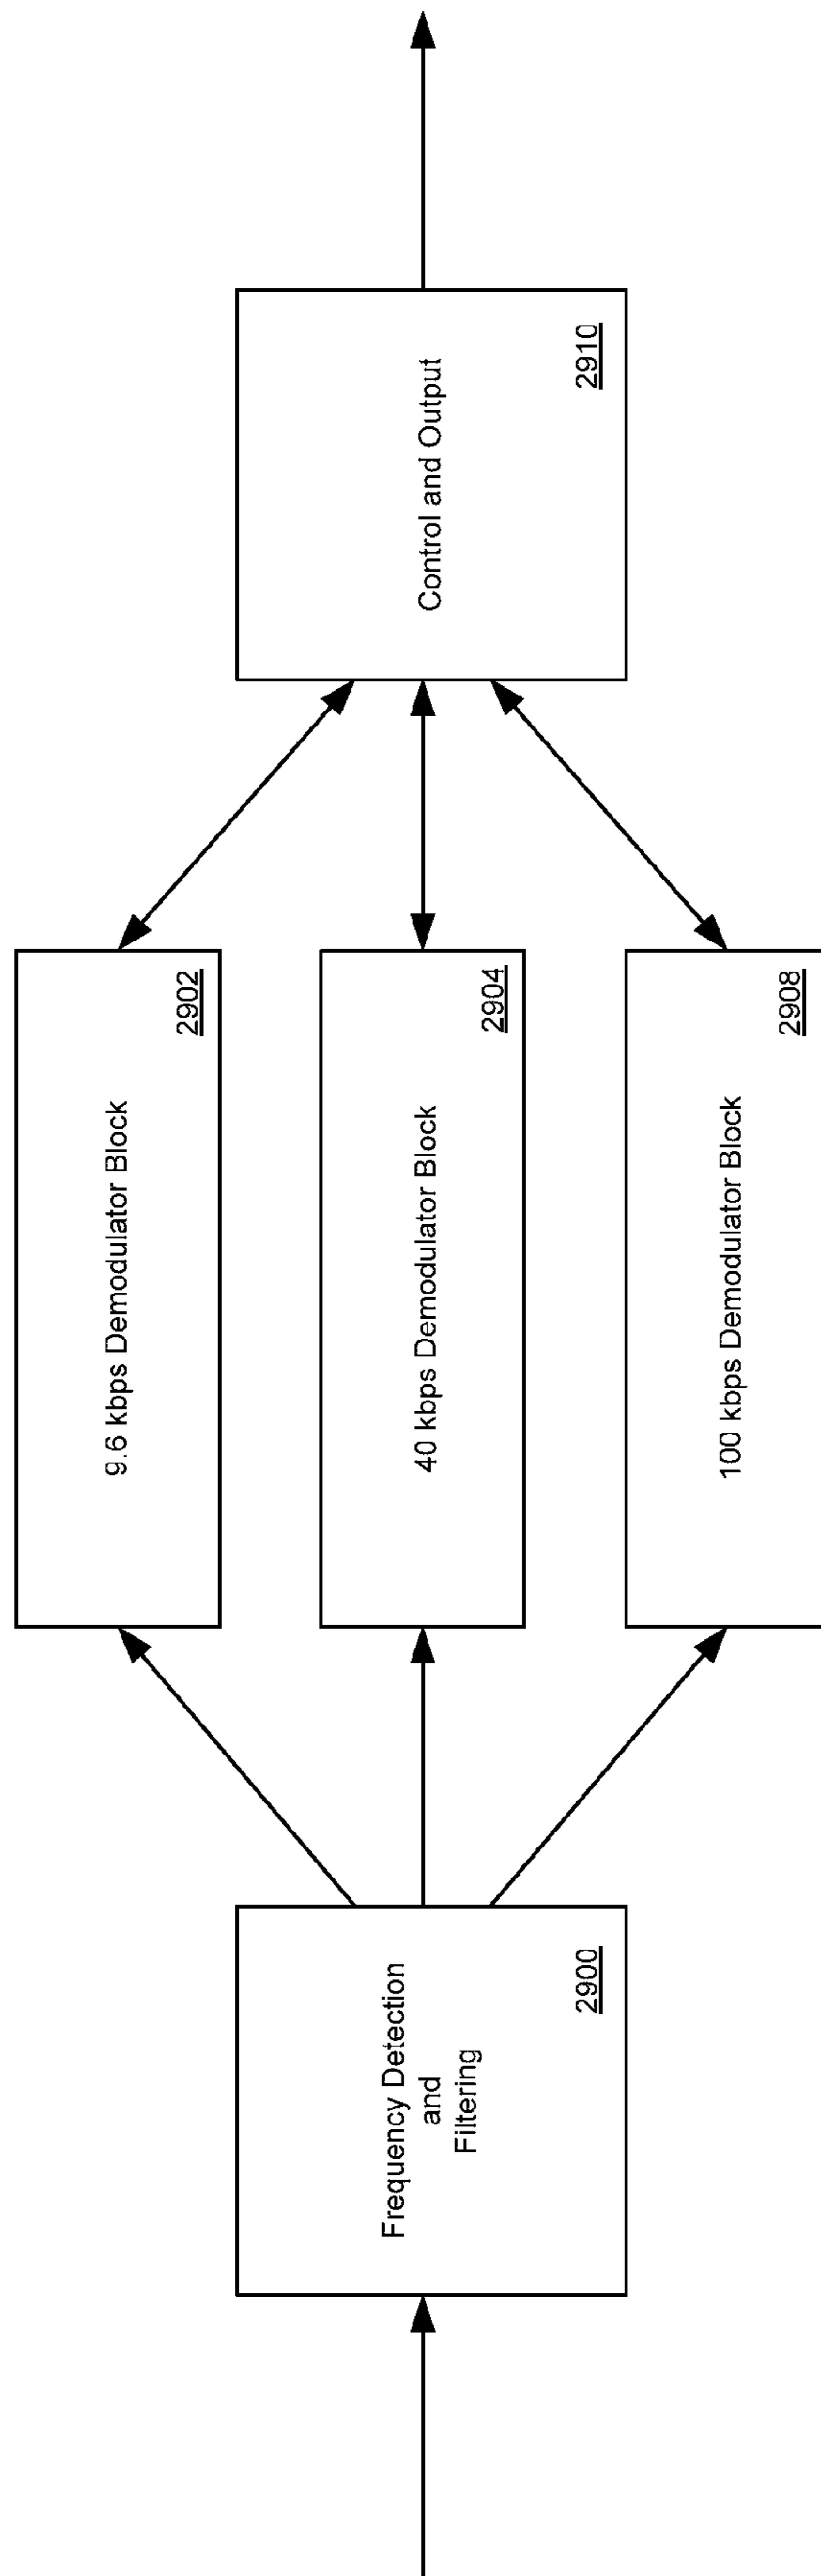 Frequency Detection
and
Filtering
2900
9.6 kbps Demodulator Block
2902
40 kbps Demodulator Block
2904
100 kbps Demodulator Block
2908
Control and Output
2910